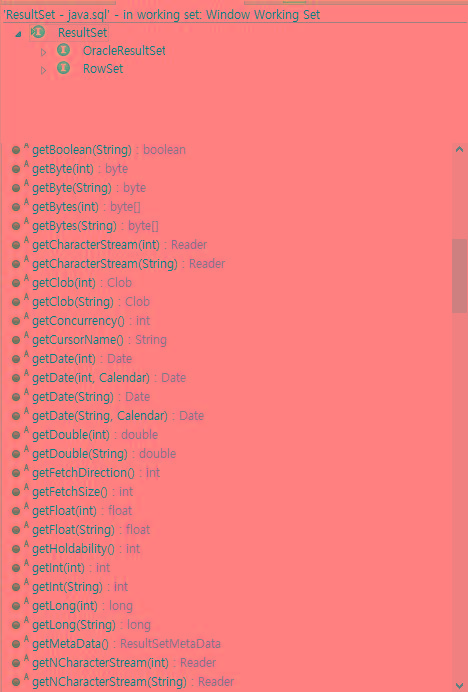 'ResultSet - java.sql' - in working set: Window Working Set
ResultSet
OracleResultSet
RowSet
getBoolean(String) : boolean
getByte(int) : byte
getByte(String) : byte
getBytes(int) : byte[]
getBytes(String) : byte[]
getCharacterStream(int) : Reader
getCharacterStream(String) : Reader
getClob(int) : Clob
getClob(String) : Clob
getConcurrency() : int
getCursorName() : String
getDate(int) : Date
getDate(int, Calendar) : Date
getDate(String) : Date
getDate(String, Calendar) : Date
getDouble(int) : double
getDouble(String) : double
getFetchDirection() : int
getFetchSize() : int
getFloat(int) : float
getFloat(String) : float
getHoldability() : int
getInt(int) : int
getInt(String) : int
getLong(int) : long
getLong(String) : long
getMetaData() : ResultSetMetaData
getNCharacterStream(int) : Reader
getNCharacterStream(String) : Reader